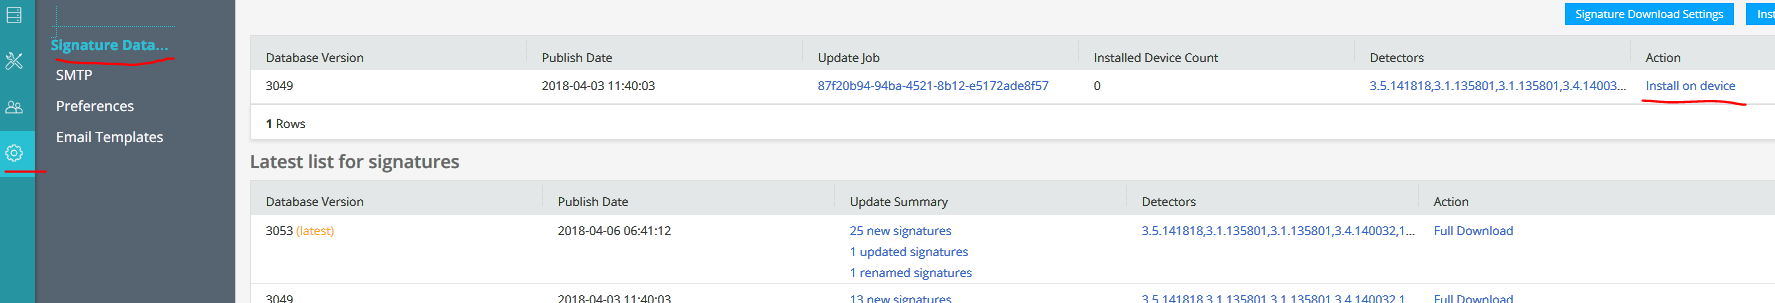 Signature Download Settings Inst
Signature Data...
SMTP
Preferences
Email Templates
Database Version Publish Date Update Job Installed Device Count Detectors Action
3049 2018-04-03 11:40:03 87f20b94-94ba-4521-8b12-e5172ade8f57 0 3.5.141818,3.1.135801,3.1.135801,3.4.14003... Install on device
1 Rows
Latest list for signatures
Database Version Publish Date Update Summary Detectors Action
3053 (latest) 2018-04-06 06:41:12 25 new signatures 3.5.141818,3.1.135801,3.1.135801,3.4.140032,1... Full Download
1 updated signatures
1 renamed signatures
3049 2018-04-03 11:40:03 13 new signatures 3.5.141818,3.1.135801,3.1.135801,3.4.140032,1... Full Download